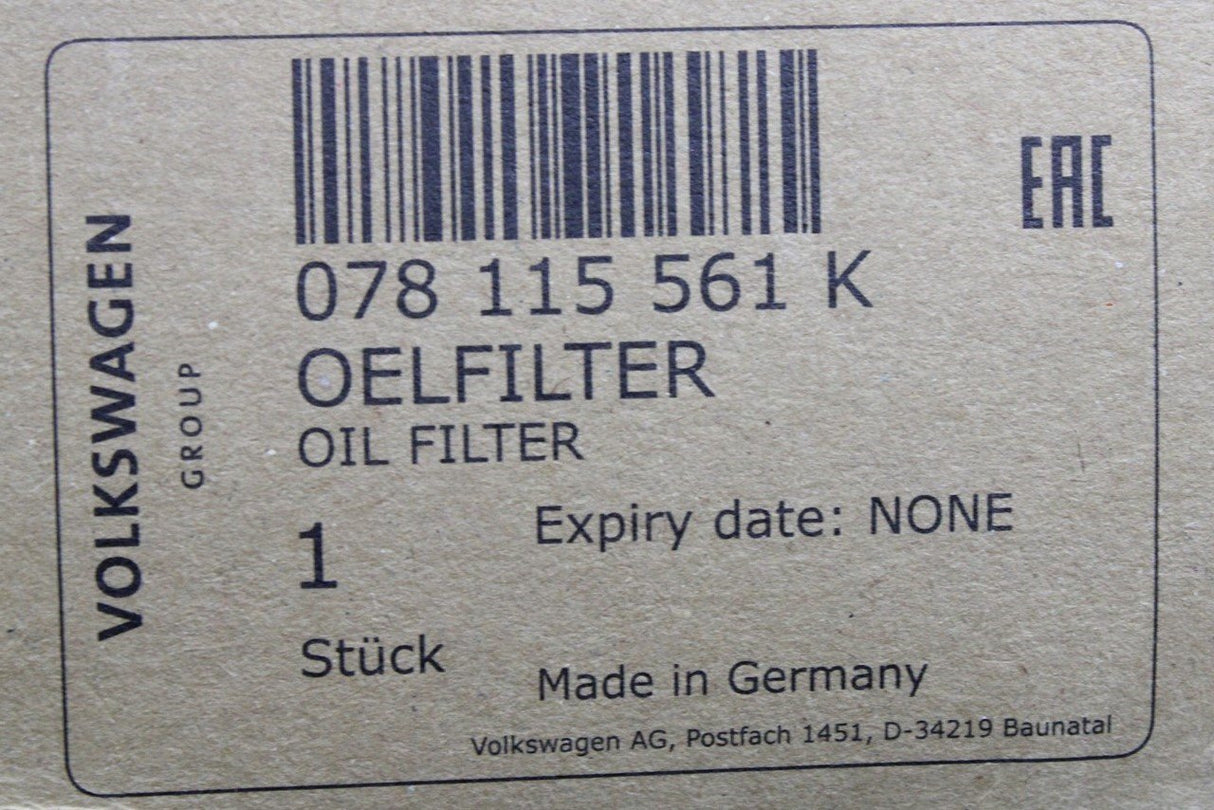 VOLKSWAGEN
GROUP
EAC
078 115 561 K
OELFILTER
OIL FILTER
1
Expiry date: NONE
Stück
Made in Germany
Volkswagen AG, Postfach 1451, D-34219 Baunatal